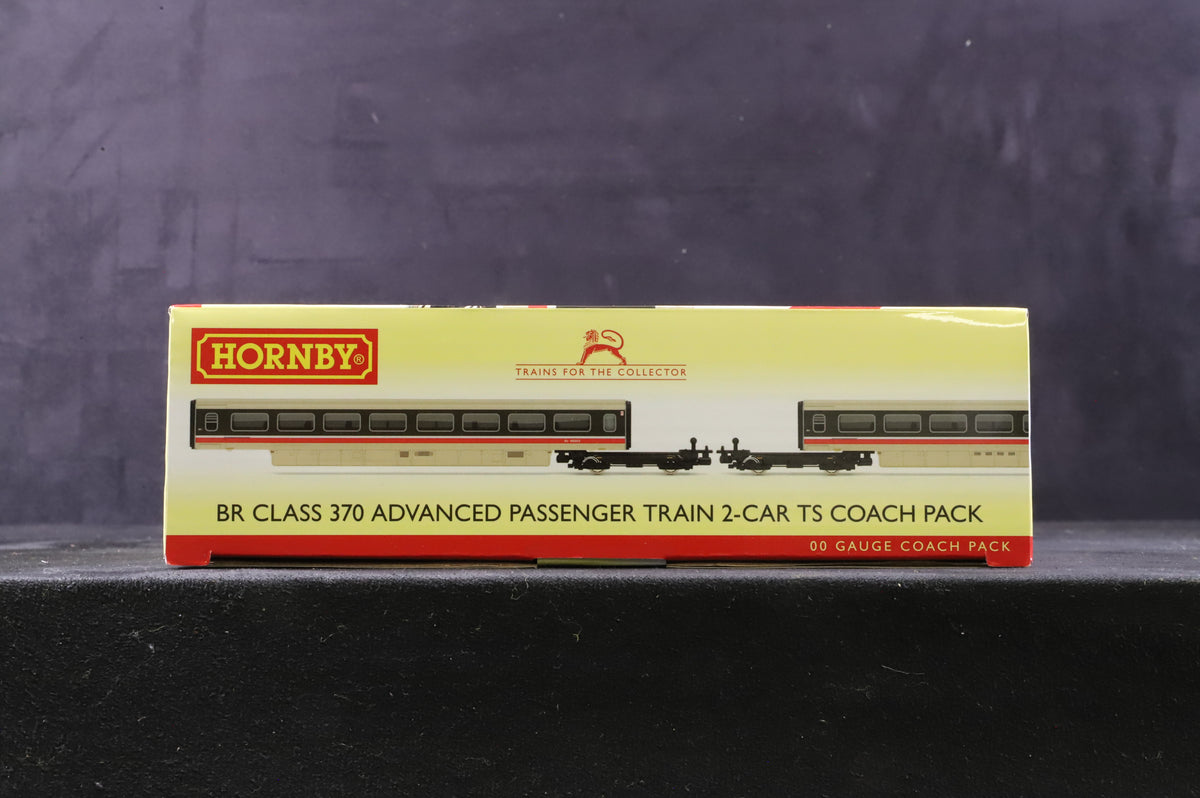 HORNBY®
TRAINS FOR THE COLLECTOR
BR CLASS 370 ADVANCED PASSENGER TRAIN 2-CAR TS COACH PACK
00 GAUGE COACH PACK